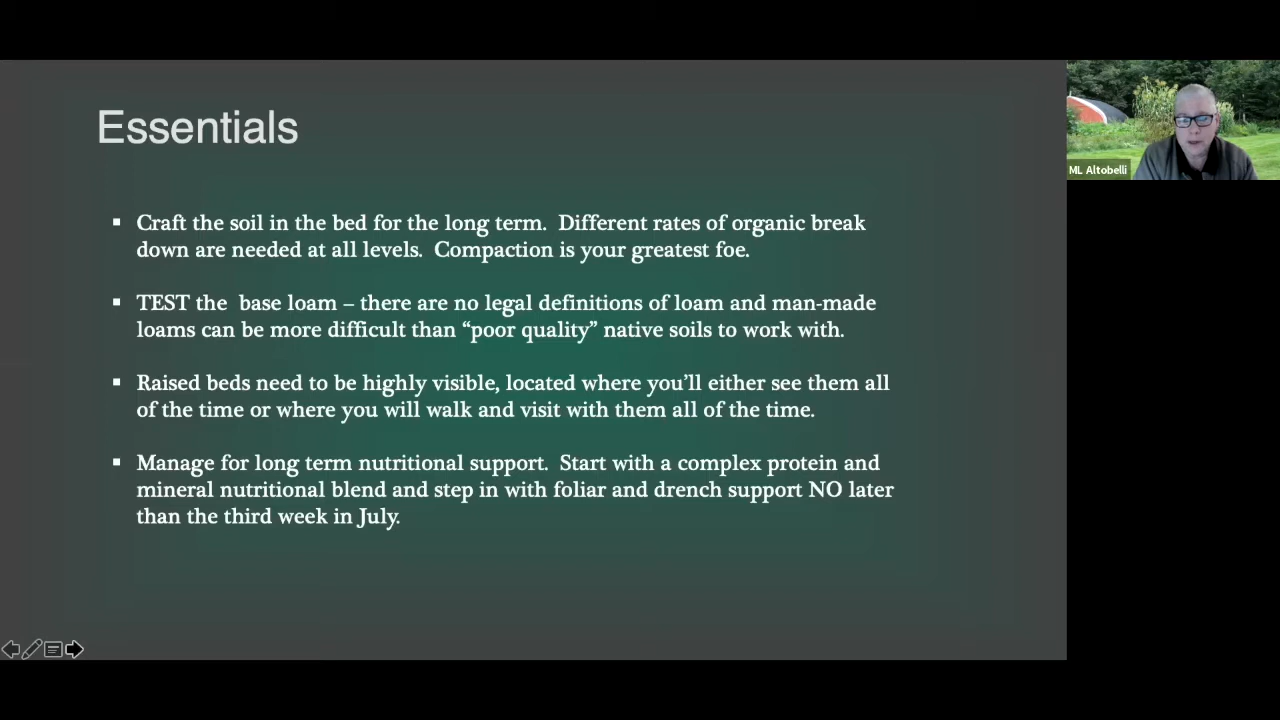 Essentials
▪ Craft the soil in the bed for the long term.  Different rates of organic break
down are needed at all levels.  Compaction is your greatest foe.
▪ TEST the  base loam – there are no legal definitions of loam and man-made
loams can be more difficult than “poor quality” native soils to work with.
▪ Raised beds need to be highly visible, located where you’ll either see them all
of the time or where you will walk and visit with them all of the time.
▪ Manage for long term nutritional support.  Start with a complex protein and
mineral nutritional blend and step in with foliar and drench support NO later
than the third week in July.
ML Altobelli